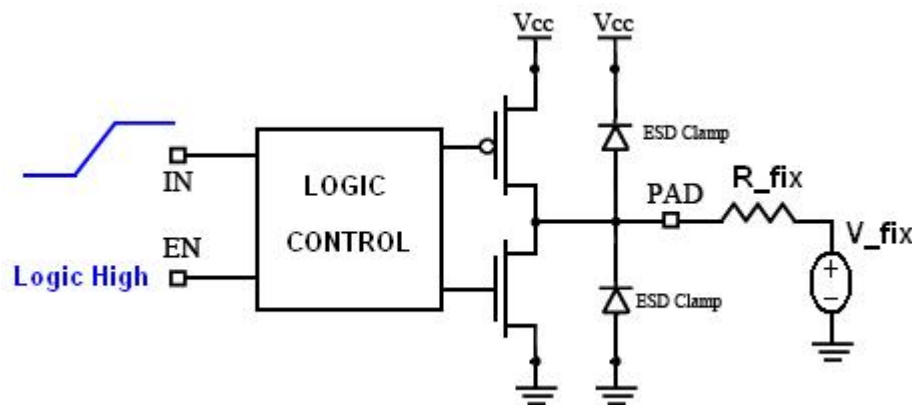 Vcc
Vcc
ESD Clamp
IN
LOGIC
CONTROL
PAD
R_fix
V_fix
EN
Logic High
ESD Clamp
+
−